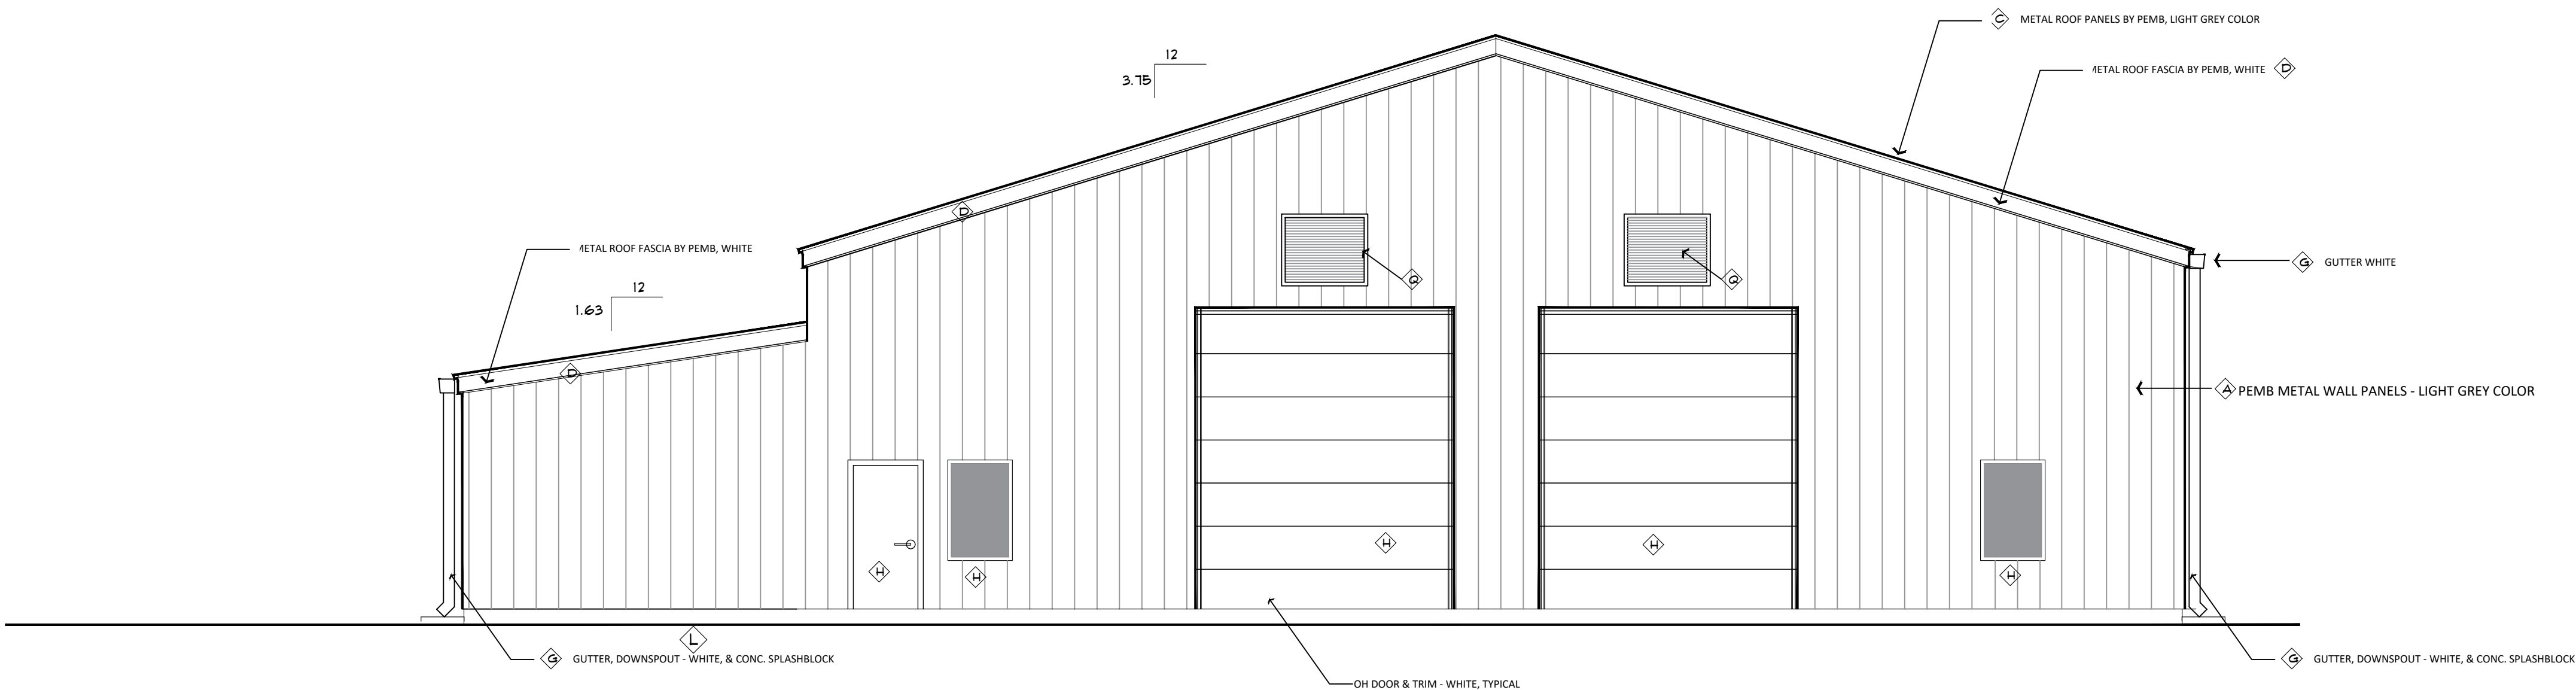 C METAL ROOF PANELS BY PEMB, LIGHT GREY COLOR
12
3.75
METAL ROOF FASCIA BY PEMB, WHITE D
D
METAL ROOF FASCIA BY PEMB, WHITE
G GUTTER WHITE
Q
Q
12
1.63
D
A PEMB METAL WALL PANELS - LIGHT GREY COLOR
H
H
H
H
H
L
G GUTTER, DOWNSPOUT - WHITE, & CONC. SPLASHBLOCK
G GUTTER, DOWNSPOUT - WHITE, & CONC. SPLASHBLOCK
OH DOOR & TRIM - WHITE, TYPICAL